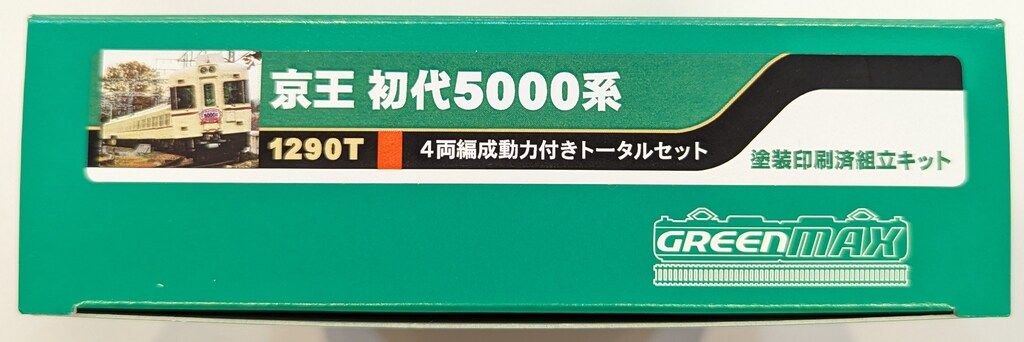 京王 初代5000系
1290T
4両編成動力付きトータルセット
塗装印刷済組立キット
GREENMAX